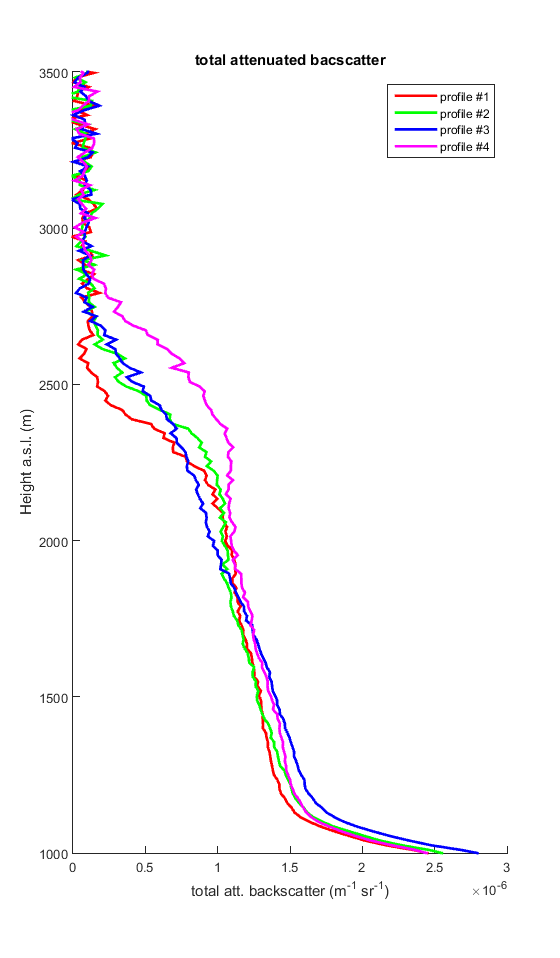 total attenuated bacscatter
profile #1
profile #2
profile #3
profile #4
3500
3000
2500
2000
1500
1000
Height a.s.l. (m)
0 0.5 1 1.5 2 2.5 3
×10⁻⁶
total att. backscatter (m⁻¹ sr⁻¹)